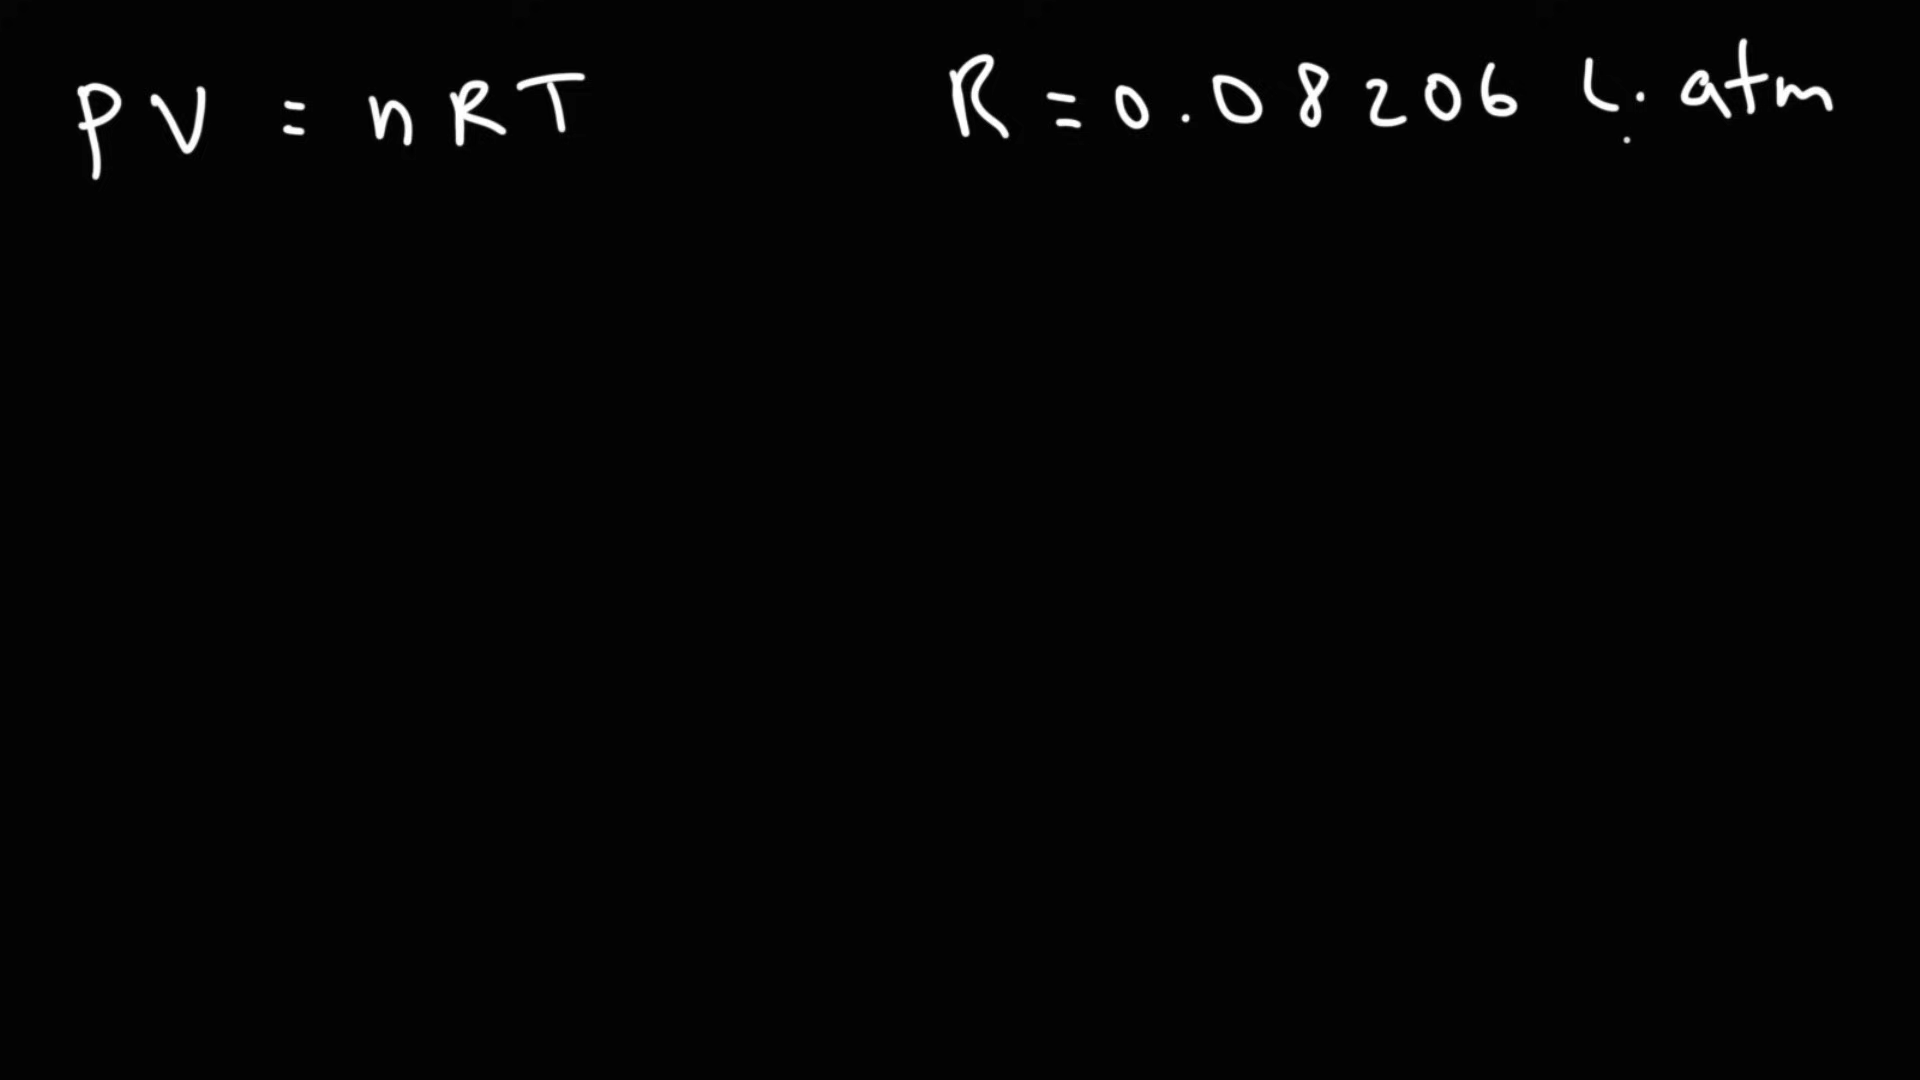 PV = nRT R = 0.08206 L· atm